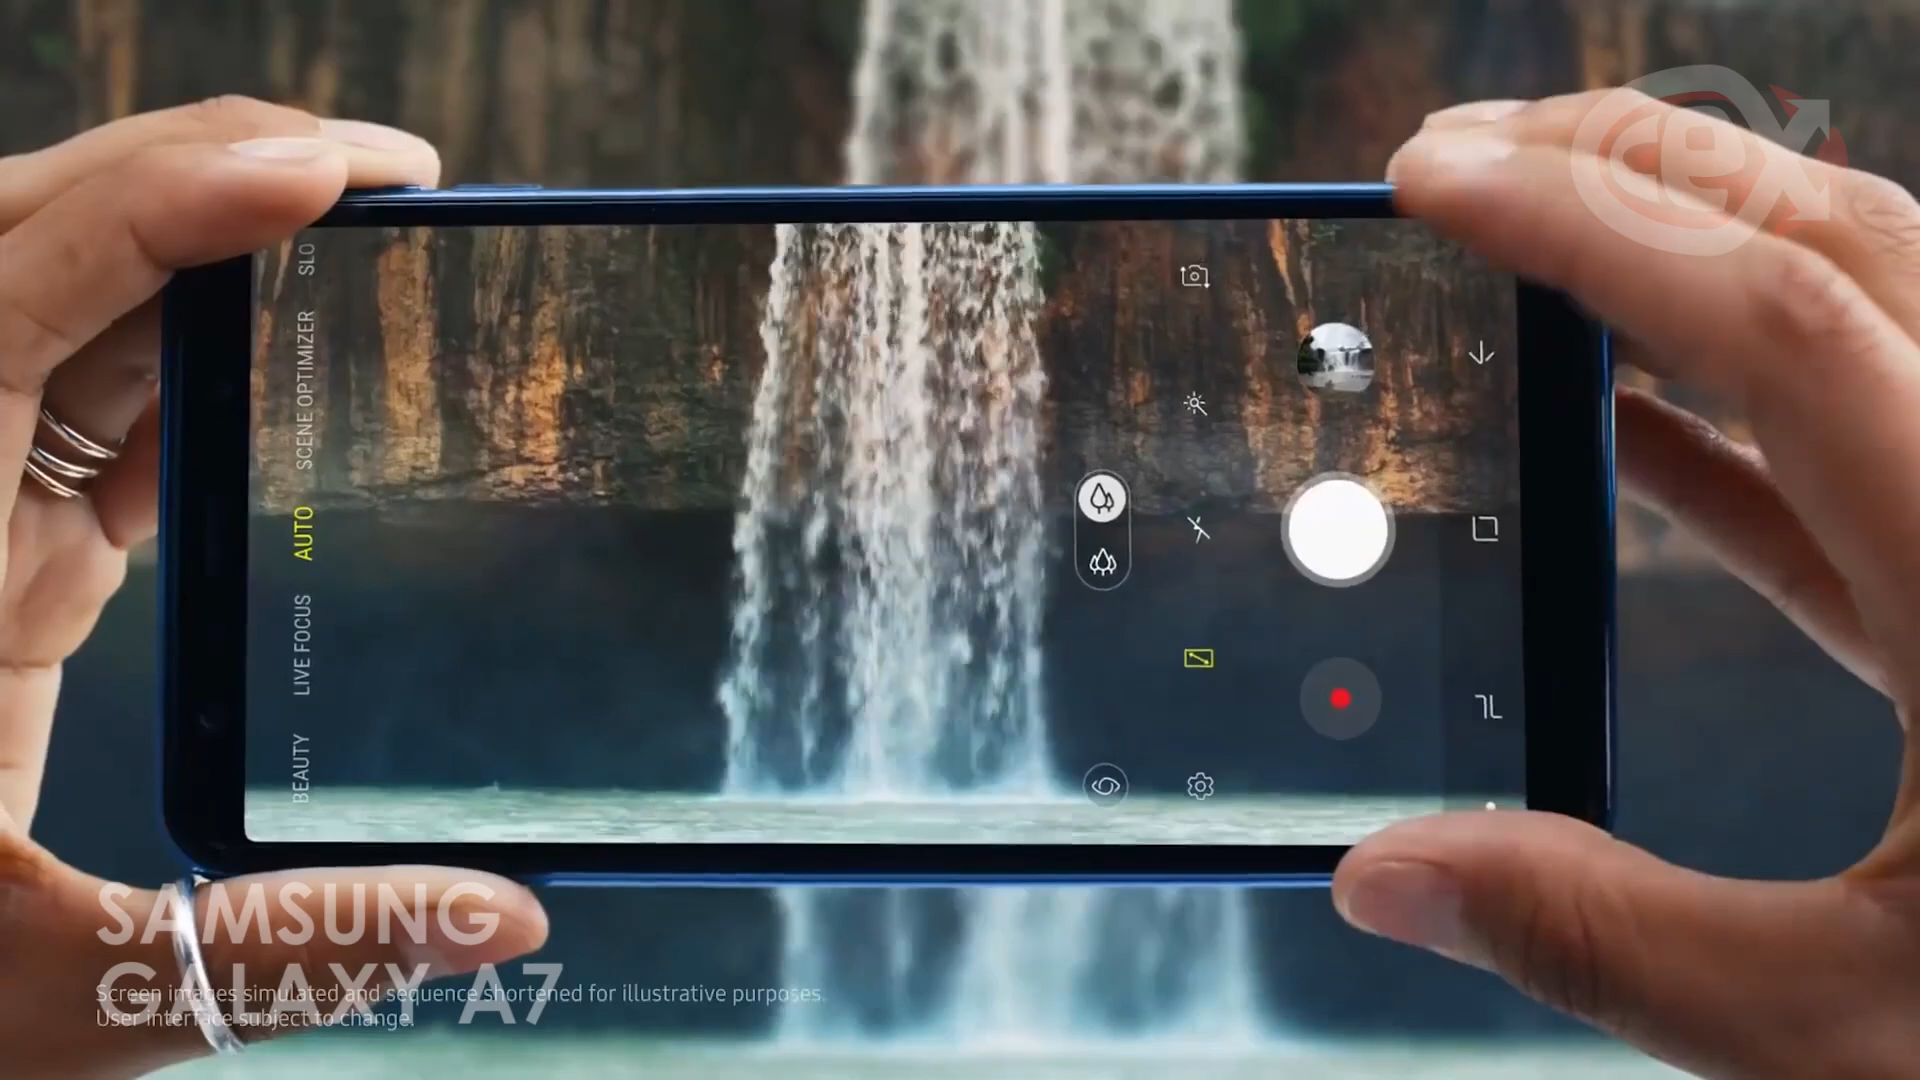 cex
SLO
SCENE OPTIMIZER
AUTO
LIVE FOCUS
BEAUTY
SAMSUNG
GALAXY A7
Screen images simulated and sequence shortened for illustrative purposes.
User interface subject to change.